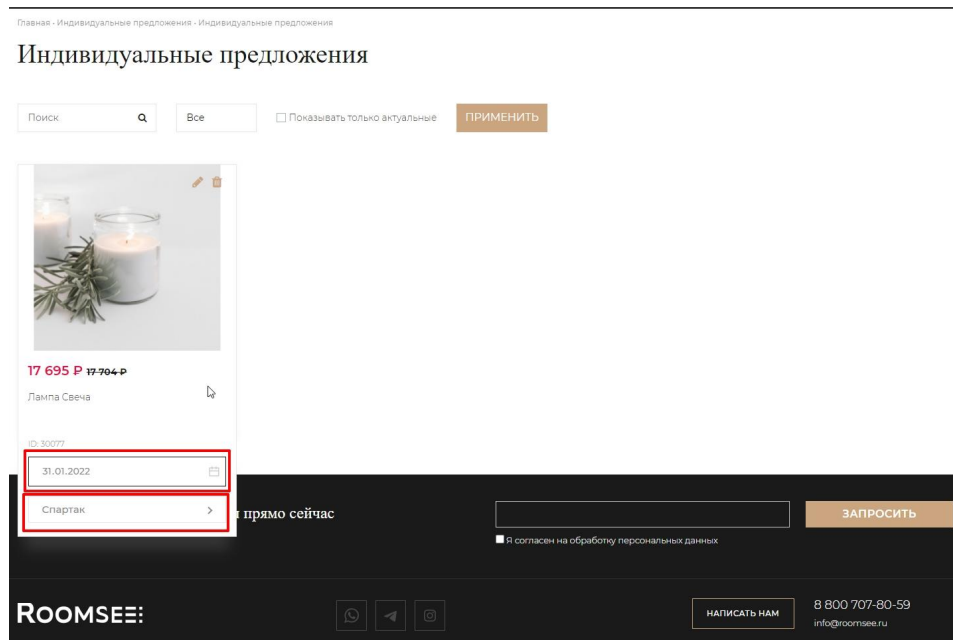 Главная - Индивидуальные предложения - Индивидуальные предложения
Индивидуальные предложения
Поиск
Все
Показывать только актуальные
ПРИМЕНИТЬ
17 695 ₽ 17 704 ₽
Лампа Свеча
ID: 30077
31.01.2022
Спартак
прямо сейчас
ЗАПРОСИТЬ
Я согласен на обработку персональных данных
ROOMSEE
НАПИСАТЬ НАМ
8 800 707-80-59
info@roomsee.ru